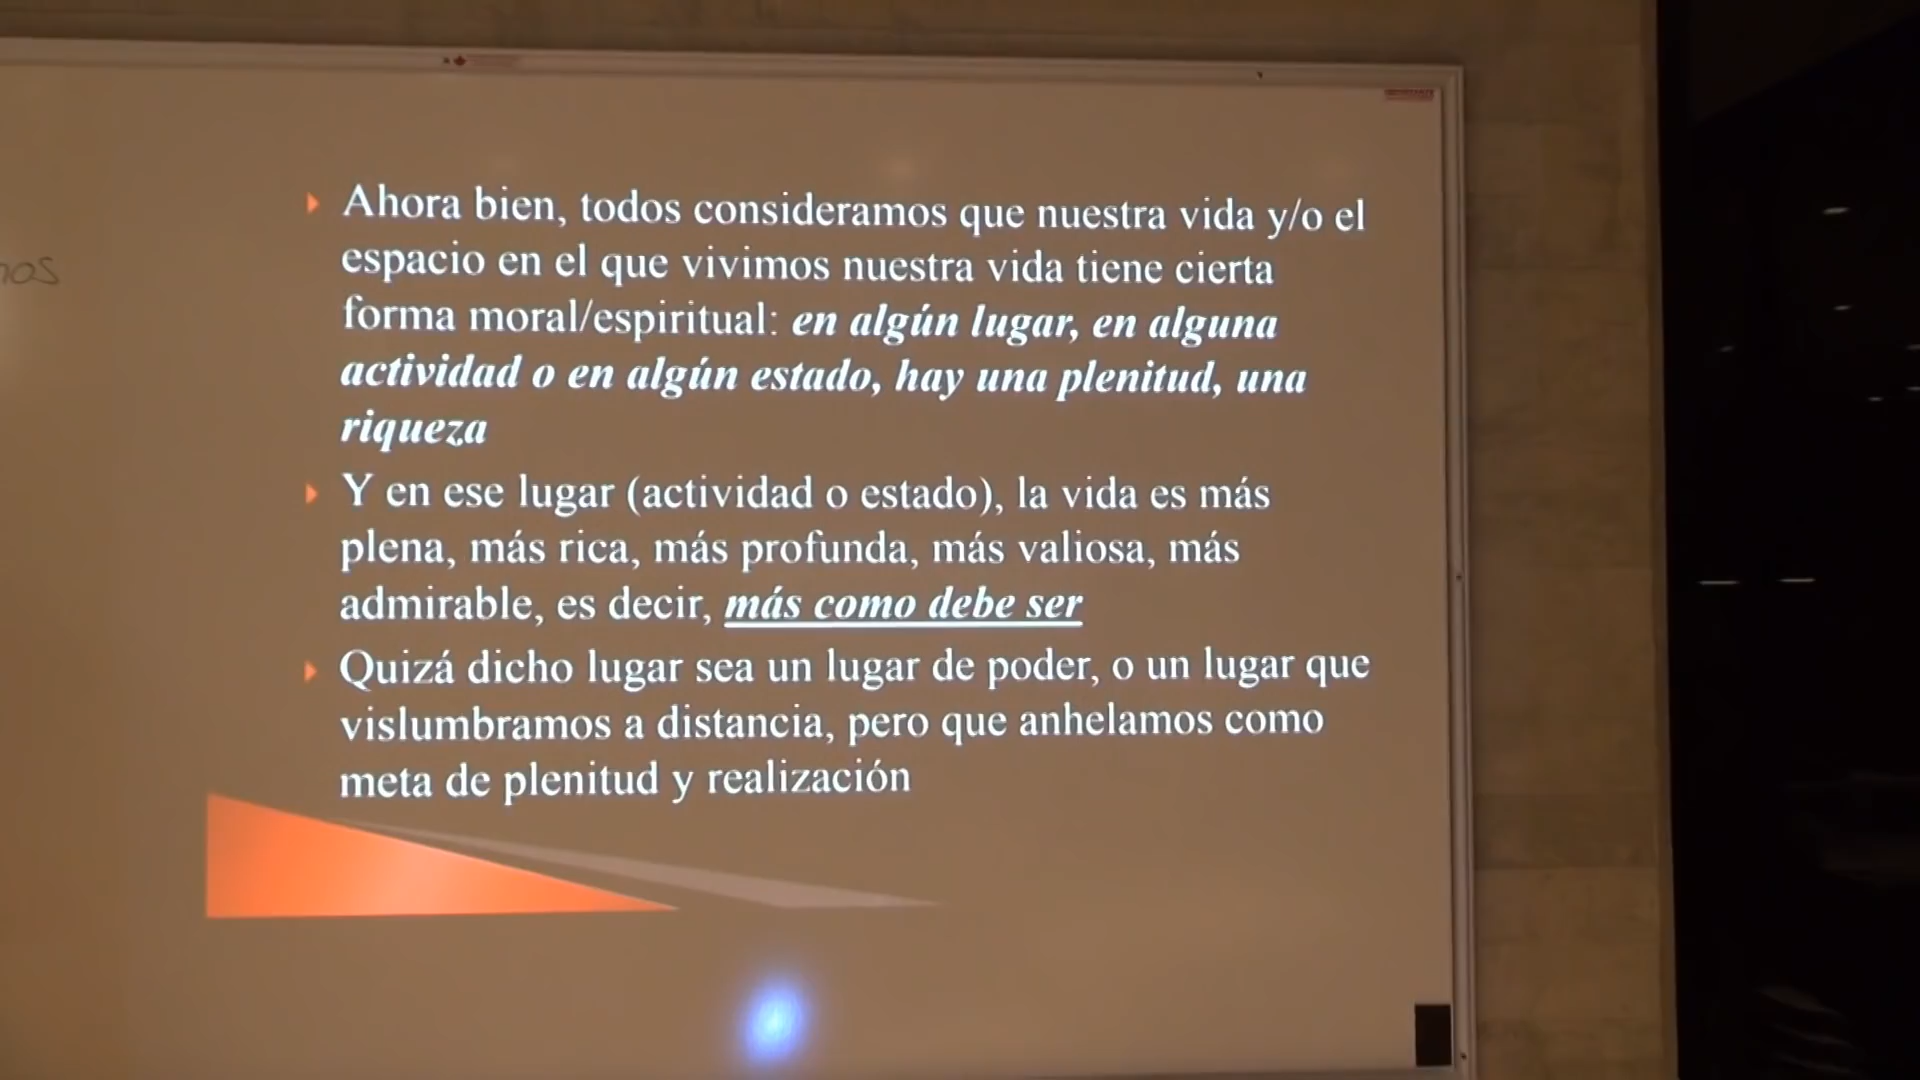 Ahora bien, todos consideramos que nuestra vida y/o el
espacio en el que vivimos nuestra vida tiene cierta
forma moral/espiritual: en algún lugar, en alguna
actividad o en algún estado, hay una plenitud, una
riqueza
Y en ese lugar (actividad o estado), la vida es más
plena, más rica, más profunda, más valiosa, más
admirable, es decir, más como debe ser
Quizá dicho lugar sea un lugar de poder, o un lugar que
vislumbramos a distancia, pero que anhelamos como
meta de plenitud y realización